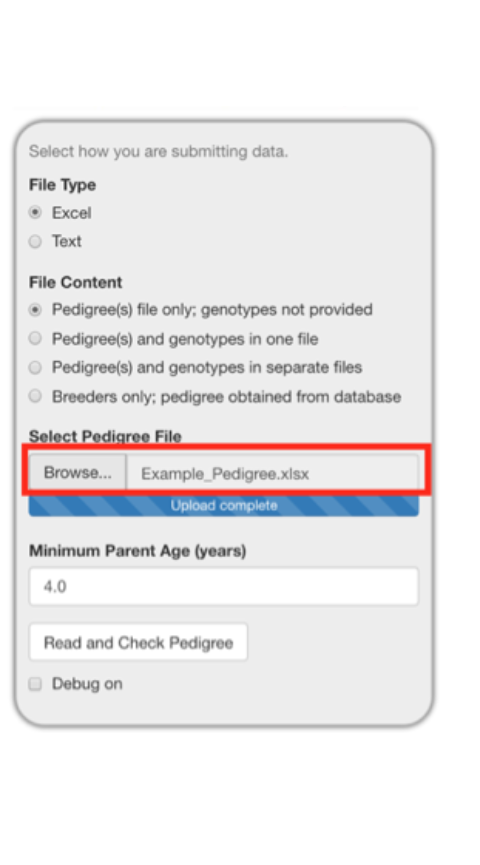 Select how you are submitting data.
File Type
Excel
Text
File Content
Pedigree(s) file only; genotypes not provided
Pedigree(s) and genotypes in one file
Pedigree(s) and genotypes in separate files
Breeders only; pedigree obtained from database
Select Pedigree File
Browse... Example_Pedigree.xlsx
Upload complete
Minimum Parent Age (years)
4.0
Read and Check Pedigree
Debug on